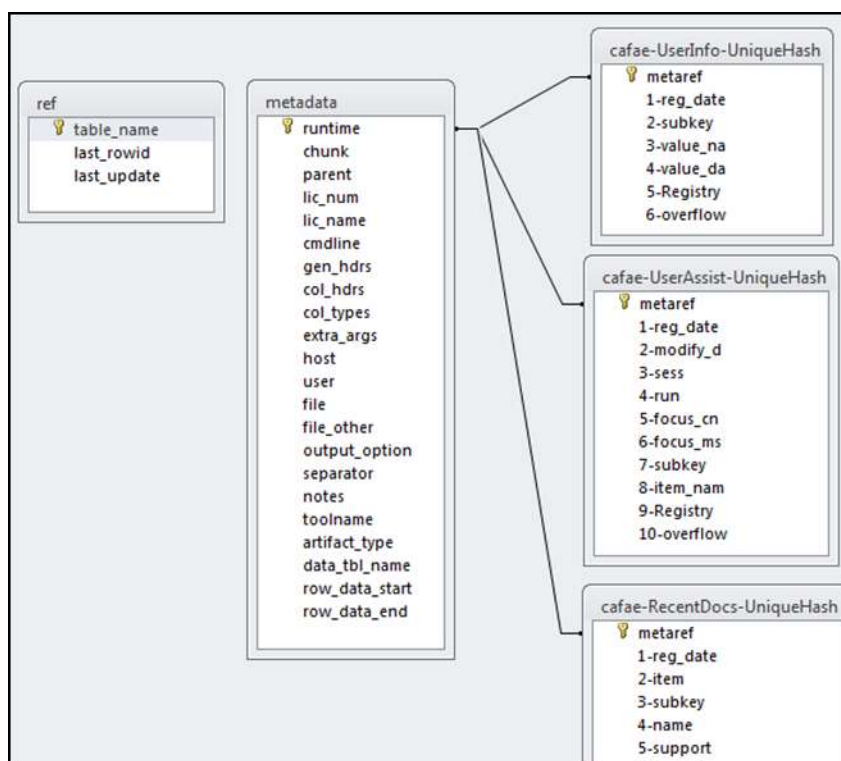 ref
table_name
last_rowid
last_update
metadata
runtime
chunk
parent
lic_num
lic_name
cmdline
gen_hdrs
col_hdrs
col_types
extra_args
host
user
file
file_other
output_option
separator
notes
toolname
artifact_type
data_tbl_name
row_data_start
row_data_end
cafae-UserInfo-UniqueHash
metaref
1-reg_date
2-subkey
3-value_na
4-value_da
5-Registry
6-overflow
cafae-UserAssist-UniqueHash
metaref
1-reg_date
2-modify_d
3-sess
4-run
5-focus_cn
6-focus_ms
7-subkey
8-item_nam
9-Registry
10-overflow
cafae-RecentDocs-UniqueHash
metaref
1-reg_date
2-item
3-subkey
4-name
5-support